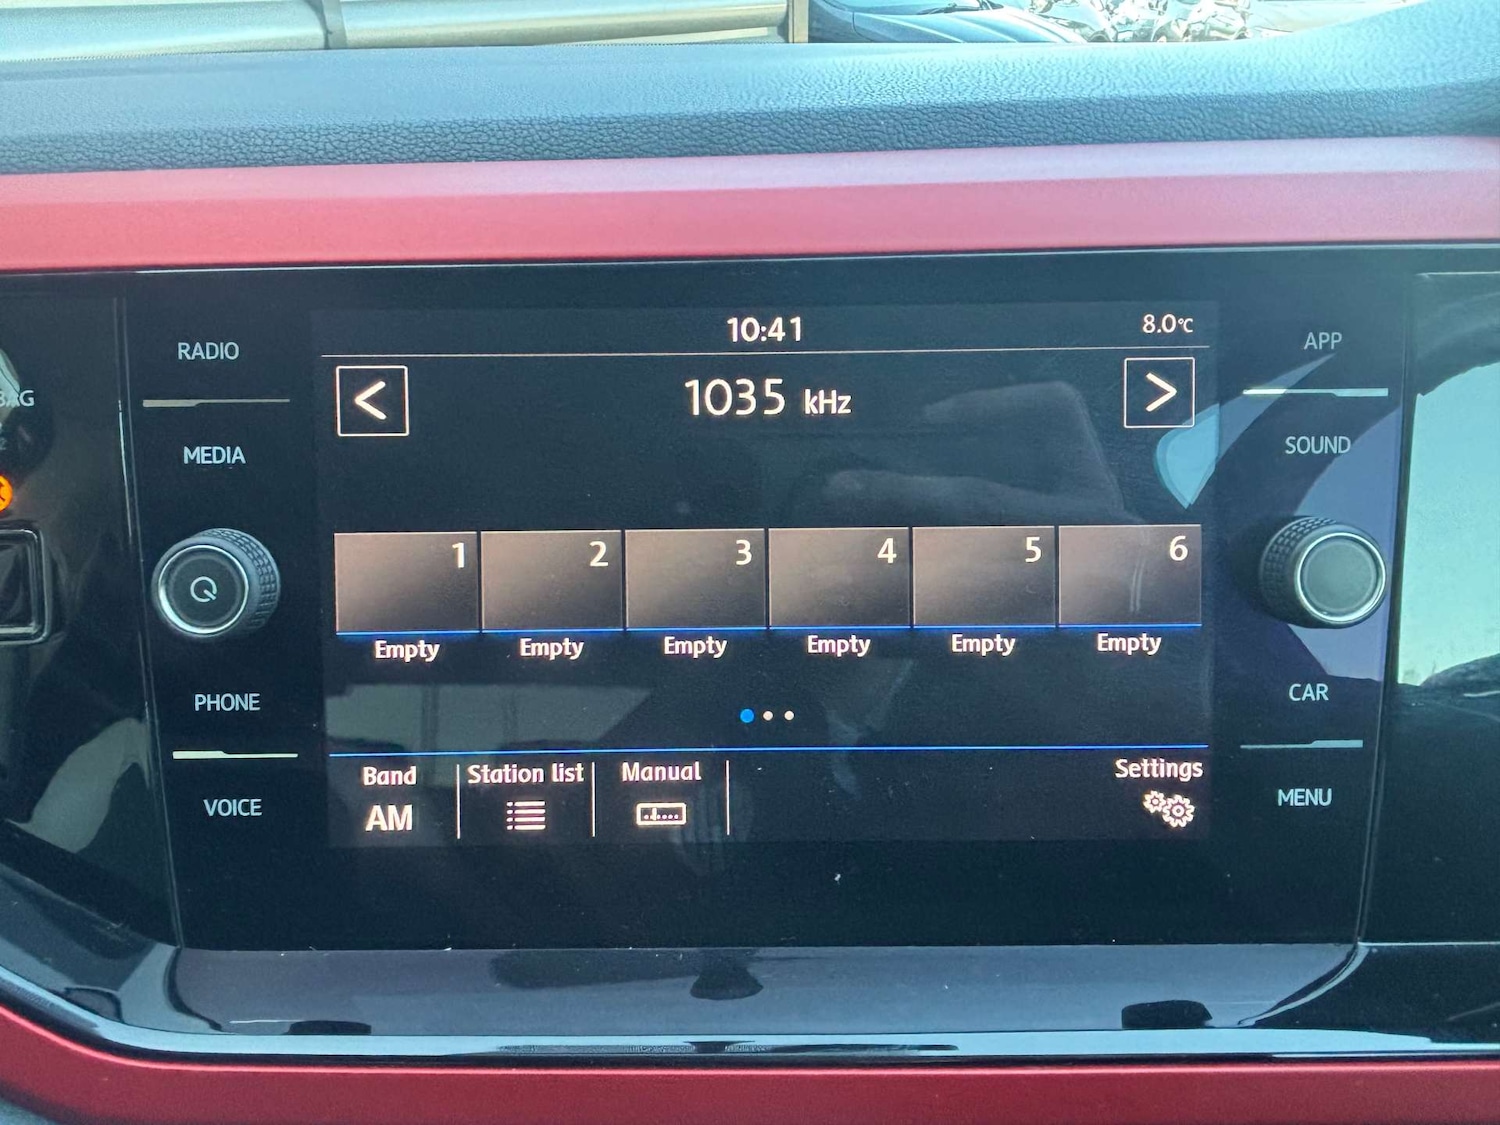 10:41
8.0°C
RADIO
APP
< 1035 kHz >
MEDIA
SOUND
1 2 3 4 5 6
Empty Empty Empty Empty Empty Empty
PHONE
CAR
Band Station list Manual Settings
AM
VOICE
MENU